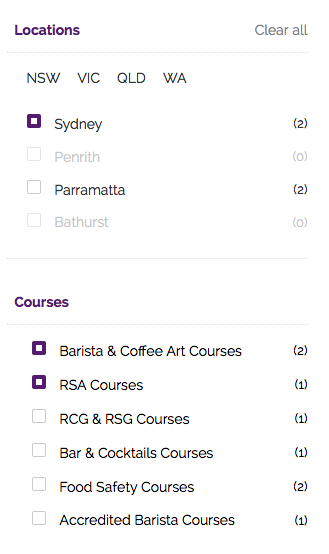 Locations Clear all
NSW VIC QLD WA
Sydney (2)
Penrith (0)
Parramatta (2)
Bathurst (0)
Courses
Barista & Coffee Art Courses (2)
RSA Courses (1)
RCG & RSG Courses (1)
Bar & Cocktails Courses (1)
Food Safety Courses (2)
Accredited Barista Courses (1)